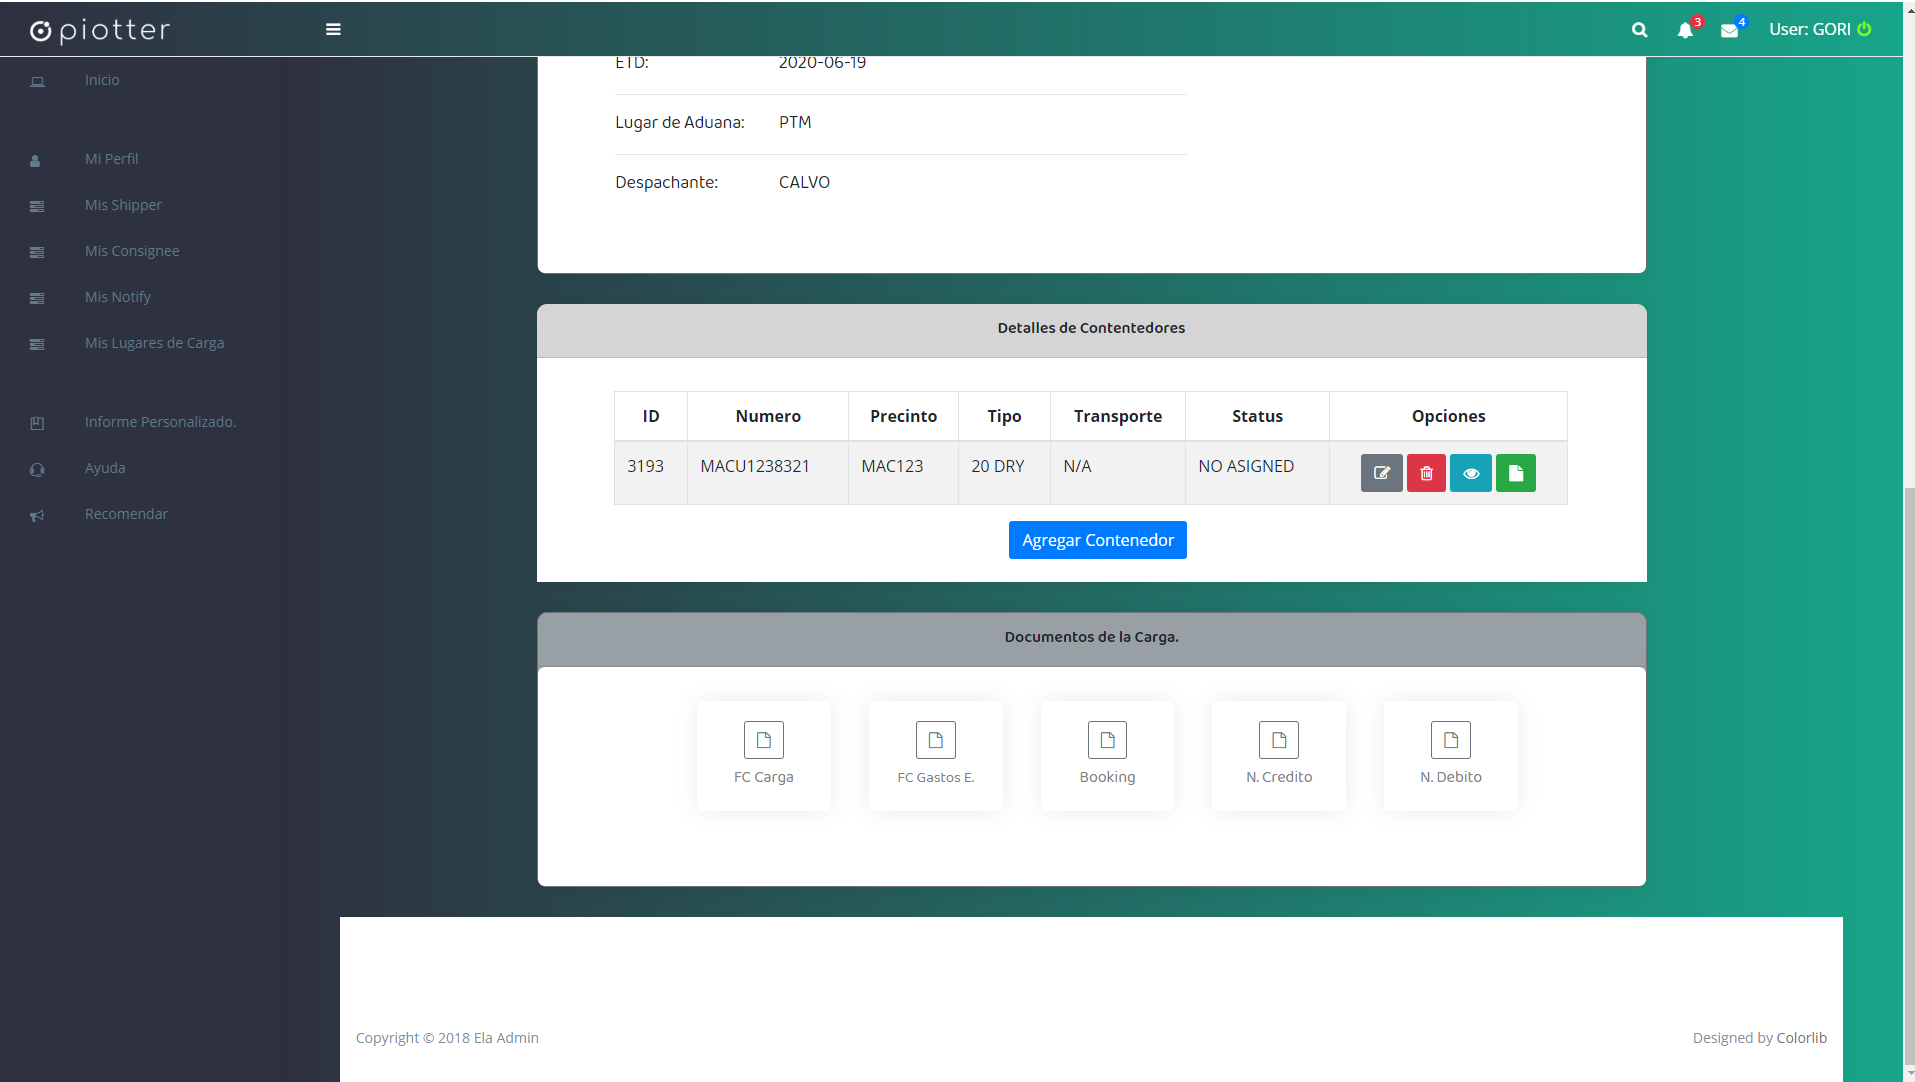 piotter
3
4
User: GORI
Inicio
Mi Perfil
Mis Shipper
Mis Consignee
Mis Notify
Mis Lugares de Carga
Informe Personalizado.
Ayuda
Recomendar
ETD: 2020-06-19
Lugar de Aduana: PTM
Despachante: CALVO
Detalles de Contentedores
ID Numero Precinto Tipo Transporte Status Opciones
3193 MACU1238321 MAC123 20 DRY N/A NO ASIGNED
Agregar Contenedor
Documentos de la Carga.
FC Carga FC Gastos E. Booking N. Credito N. Debito
Copyright © 2018 Ela Admin
Designed by Colorlib